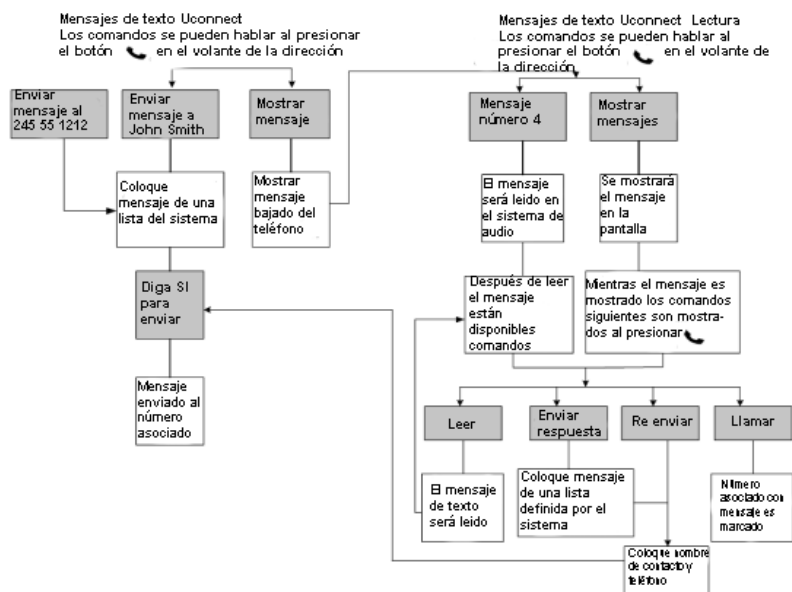 Mensajes de texto Uconnect
Los comandos se pueden hablar al presionar
el botón en el volante de la dirección
Mensajes de texto Uconnect Lectura
Los comandos se pueden hablar al
presionar el botón en el volante de
la dirección
Enviar
mensaje al
245 55 1212
Enviar
mensaje a
John Smith
Mostrar
mensaje
Mensaje
número 4
Mostrar
mensajes
Coloque
mensaje de una
lista del sistema
Mostrar
mensaje
bajado del
teléfono
El mensaje
será leido en
el sistema de
audio
Se mostrará
el mensaje
en la
pantalla
Diga SI
para
enviar
Después de leer
el mensaje
están
disponibles
comandos
Mientras el mensaje es
mostrado los comandos
siguientes son mostra-
dos al presionar
Mensaje
enviado al
número
asociado
Leer
Enviar
respuesta
Re enviar
Llamar
El mensaje
de texto
será leido
Coloque mensaje
de una lista
definida por el
sistema
Número
asociado con
mensaje es
marcado
Coloque nombre
de contacto y
teléfono